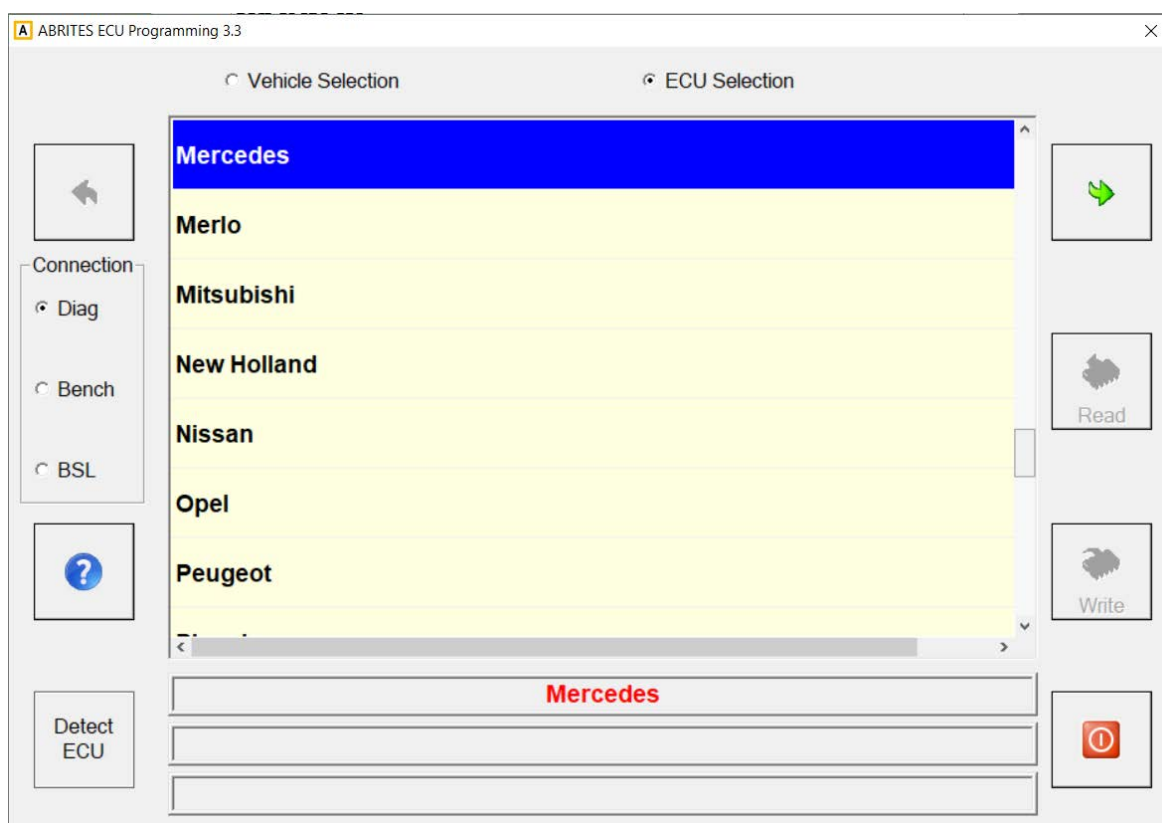 ABRITES ECU Programming 3.3
Vehicle Selection
ECU Selection
Mercedes
Merlo
Mitsubishi
New Holland
Nissan
Opel
Peugeot
Connection
Diag
Bench
BSL
Read
Write
Mercedes
Detect
ECU